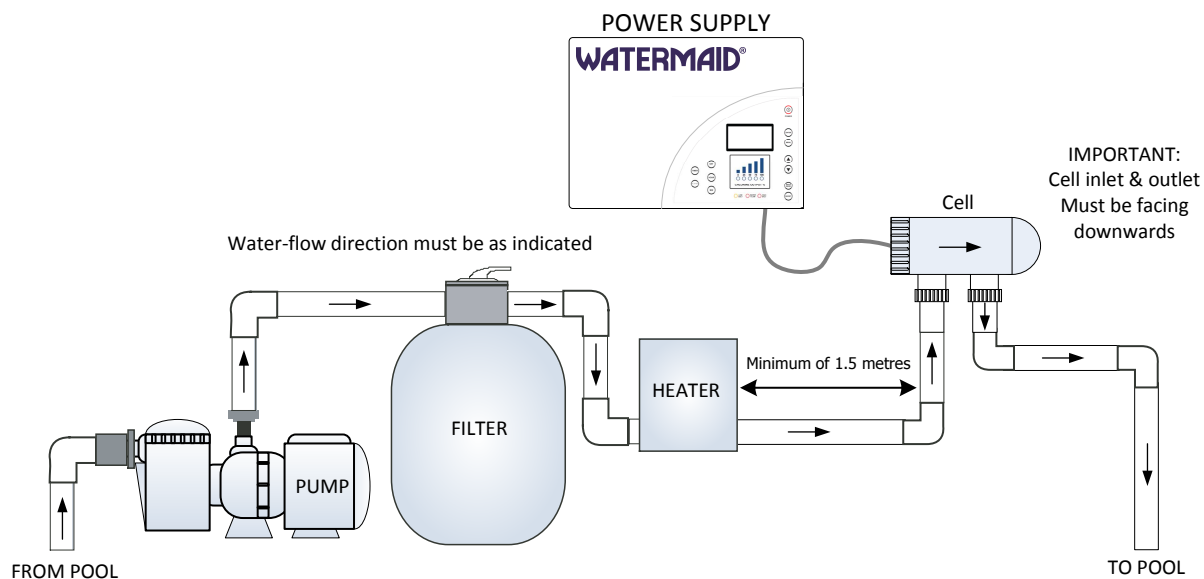 POWER SUPPLY
WATERMAID®
IMPORTANT:
Cell inlet & outlet
Must be facing
downwards
Cell
Water-flow direction must be as indicated
Minimum of 1.5 metres
HEATER
FILTER
PUMP
FROM POOL
TO POOL